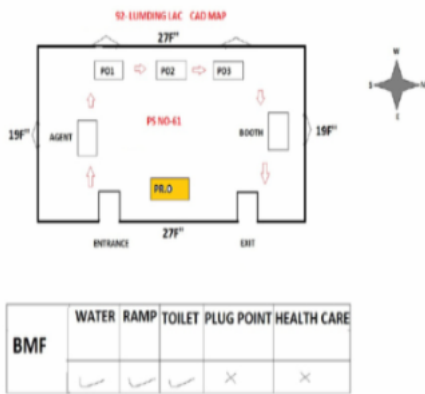 92- LUMDING LAC CAD MAP
27F"
PO1 PO2 PO3
W
S N
E
PS NO-61
19F" AGENT BOOTH 19F"
PR.O
27F"
ENTRANCE EXIT
WATER RAMP TOILET PLUG POINT HEALTH CARE
BMF